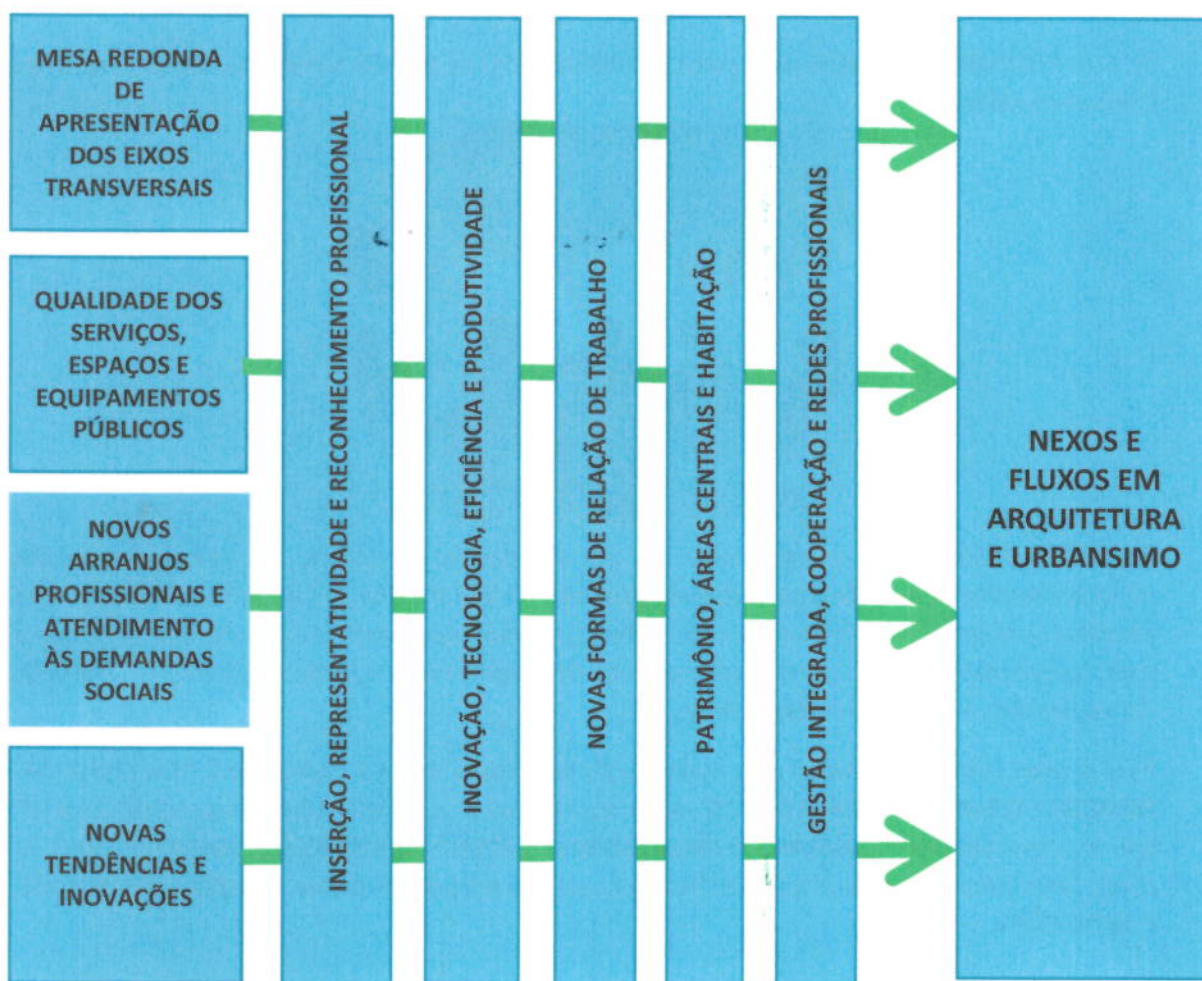 MESA REDONDA
DE
APRESENTAÇÃO
DOS EIXOS
TRANSVERSAIS
QUALIDADE DOS
SERVIÇOS,
ESPAÇOS E
EQUIPAMENTOS
PÚBLICOS
NOVOS
ARRANJOS
PROFISSIONAIS E
ATENDIMENTO
ÀS DEMANDAS
SOCIAIS
NOVAS
TENDÊNCIAS E
INOVAÇÕES
INSERÇÃO, REPRESENTATIVIDADE E RECONHECIMENTO PROFISSIONAL
INOVAÇÃO, TECNOLOGIA, EFICIÊNCIA E PRODUTIVIDADE
NOVAS FORMAS DE RELAÇÃO DE TRABALHO
PATRIMÔNIO, ÁREAS CENTRAIS E HABITAÇÃO
GESTÃO INTEGRADA, COOPERAÇÃO E REDES PROFISSIONAIS
NEXOS E
FLUXOS EM
ARQUITETURA
E URBANSIMO